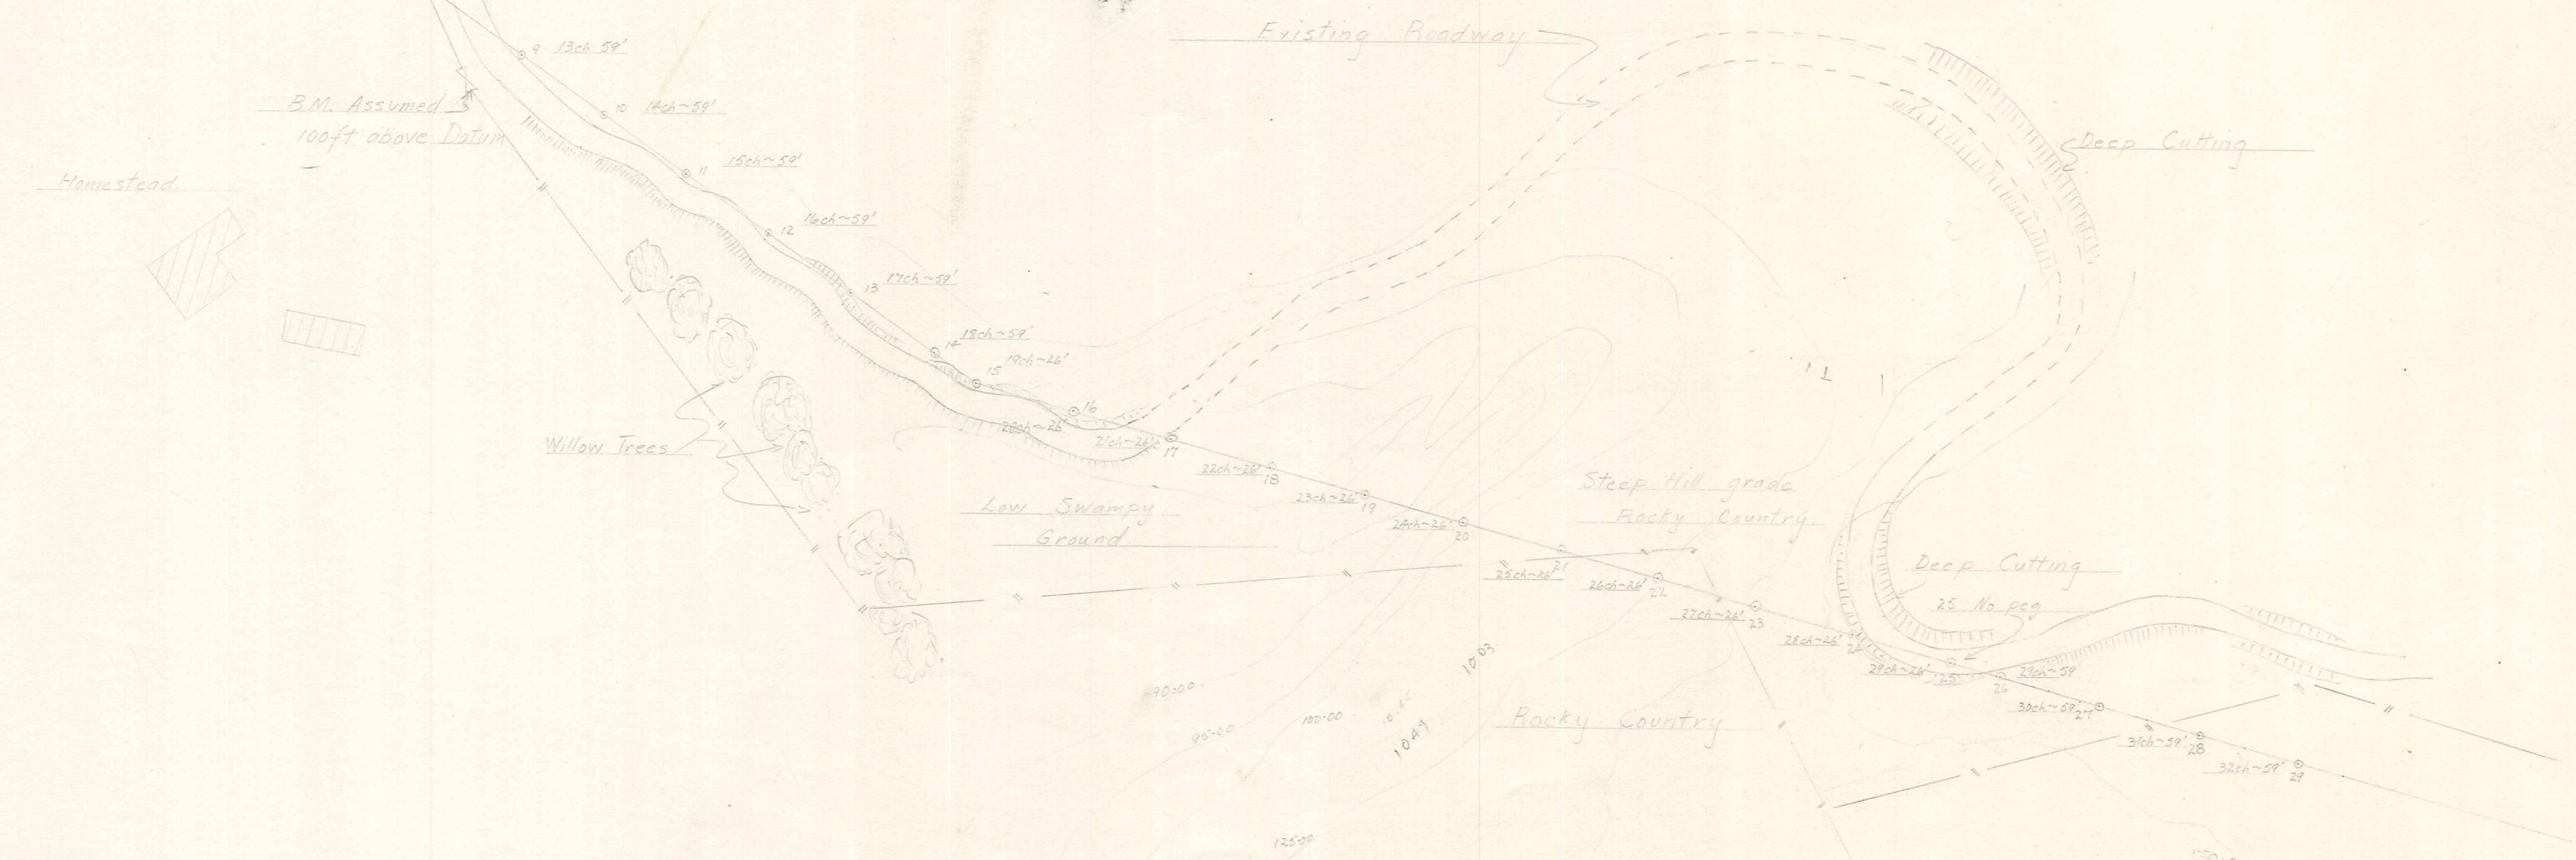 Existing Roadway
9 13ch 59'
B.M. Assumed
10 14ch~59'
100ft above Datum
Deep Cutting
11 15ch~59'
Homestead
12 16ch~59'
13 17ch~59'
14 18ch~59'
15 19ch~26'
16
20ch~26'
21ch~26'
17
Willow Trees
22ch~26'
18
23ch~26'
19
24ch~26'
20
Steep Hill grade
Rocky Country
Low Swampy
Ground
25ch~26'
21
26ch~26'
22
27ch~26'
23
28ch~26'
24
Deep Cutting
25 No peg
29ch~26'
25
29ch~59
26
30ch~59'
27
31ch~59'
28
32ch~59'
29
1003
90·00
95·00
100·00
1049
Rocky Country
125·00